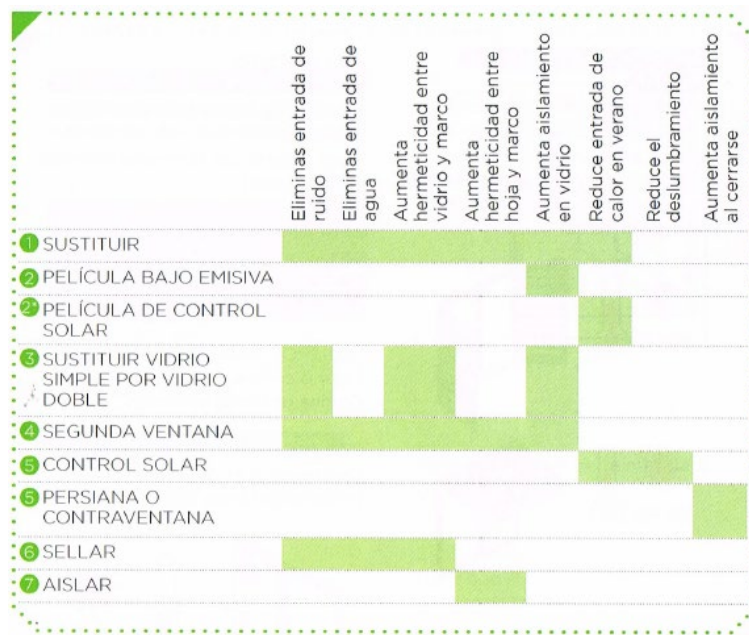 Eliminas entrada de
ruido
Eliminas entrada de
agua
Aumenta
hermeticidad entre
vidrio y marco
Aumenta
hermeticidad entre
hoja y marco
Aumenta aislamiento
en vidrio
Reduce entrada de
calor en verano
Reduce el
deslumbramiento
Aumenta aislamiento
al cerrarse
1 SUSTITUIR
2 PELÍCULA BAJO EMISIVA
2* PELÍCULA DE CONTROL
SOLAR
3 SUSTITUIR VIDRIO
SIMPLE POR VIDRIO
DOBLE
4 SEGUNDA VENTANA
5 CONTROL SOLAR
5 PERSIANA O
CONTRAVENTANA
6 SELLAR
7 AISLAR